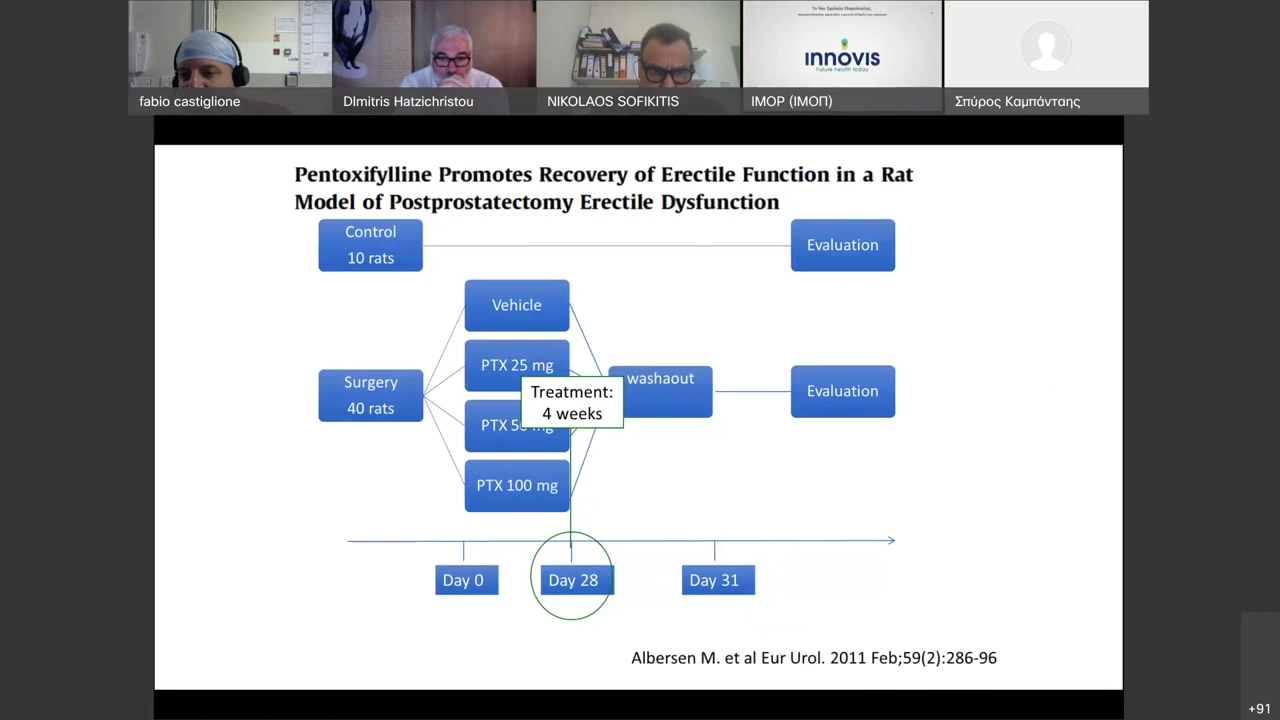 fabio castiglione
DImitris Hatzichristou
NIKOLAOS SOFIKITIS
innovis
Future health today
IMOP (ΙΜΟΠ)
Σπύρος Καμπάνταης
Pentoxifylline Promotes Recovery of Erectile Function in a Rat
Model of Postprostatectomy Erectile Dysfunction
Control
10 rats
Evaluation
Vehicle
PTX 25 mg
Surgery
40 rats
Treatment:
4 weeks
washaout
Evaluation
PTX 100 mg
Day 0
Day 28
Day 31
Albersen M. et al Eur Urol. 2011 Feb;59(2):286-96
+91